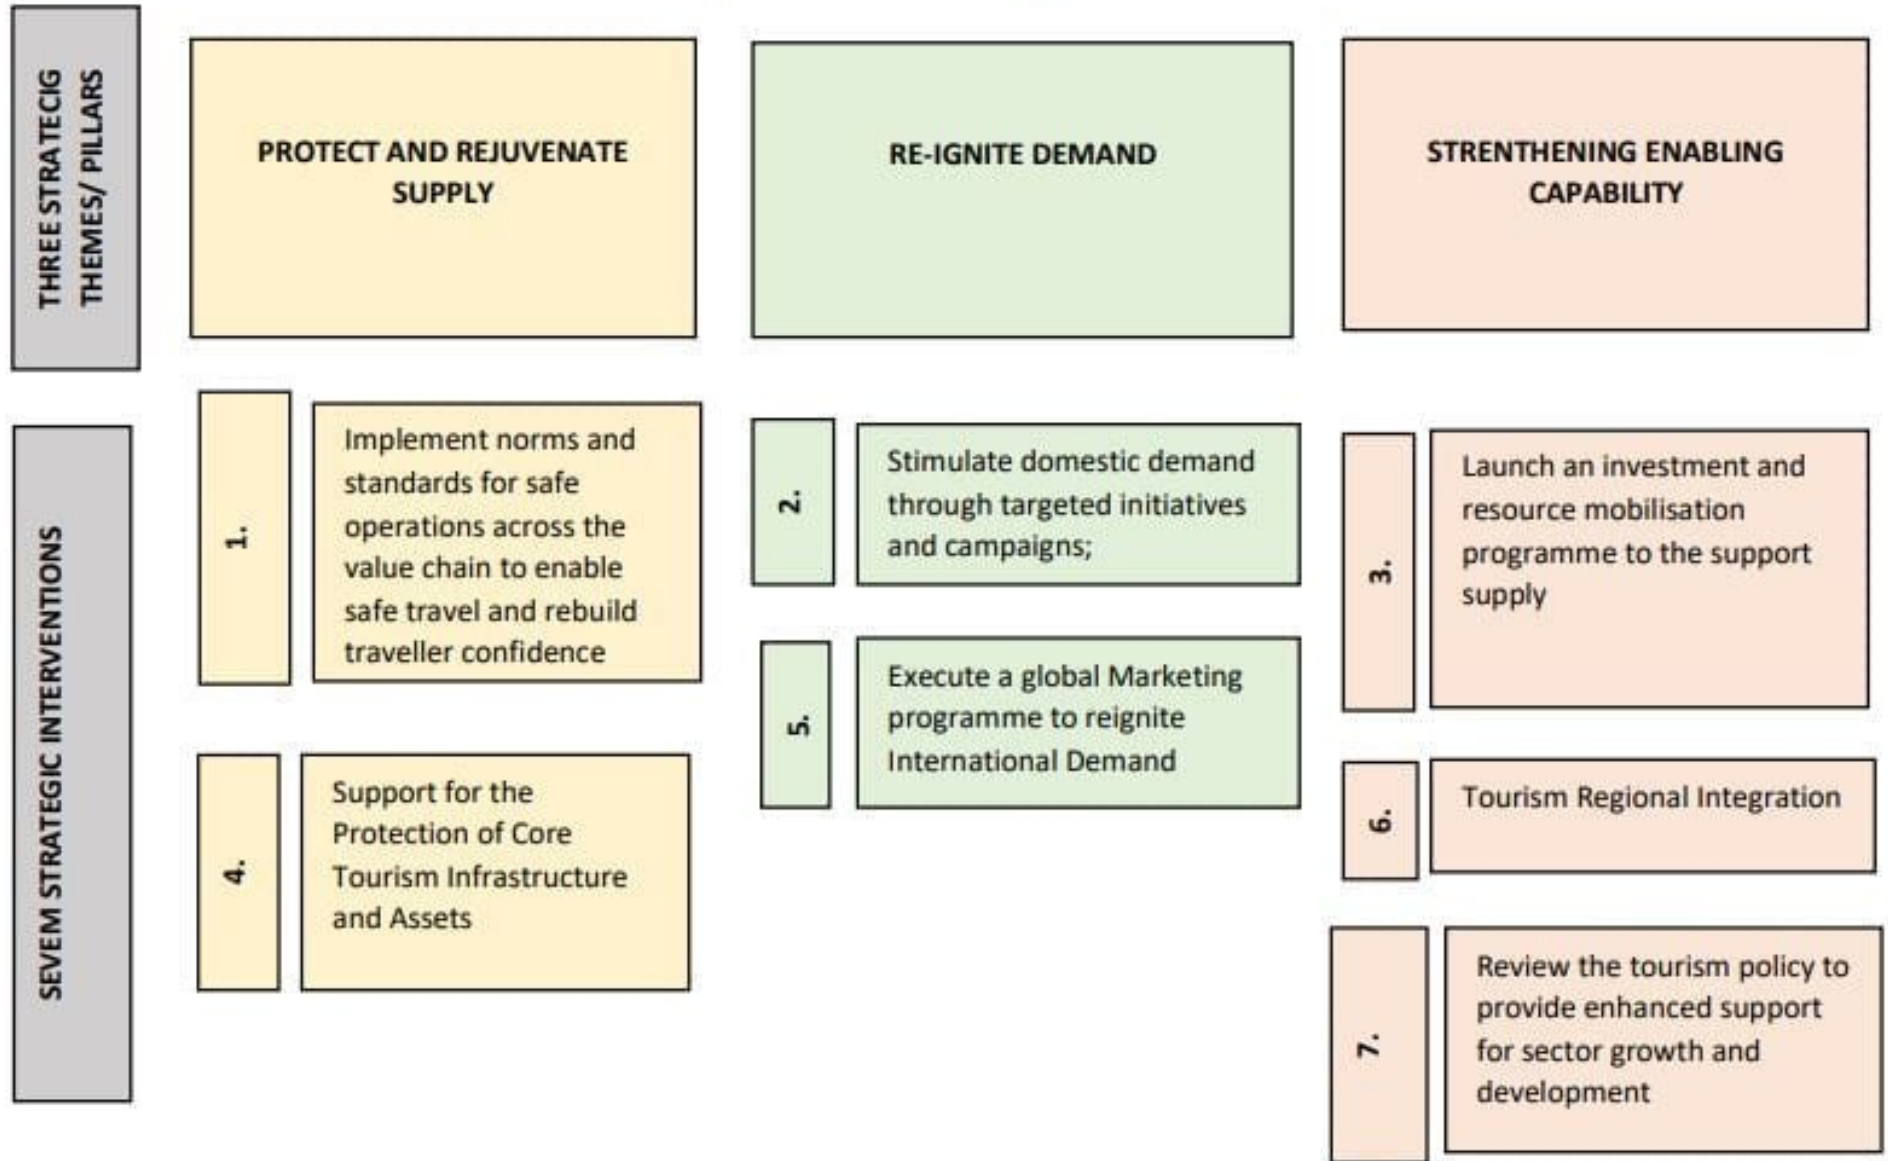 THREE STRATECIG
THEMES/ PILLARS
PROTECT AND REJUVENATE
SUPPLY
RE-IGNITE DEMAND
STRENTHENING ENABLING
CAPABILITY
SEVEM STRATEGIC INTERVENTIONS
1.
Implement norms and
standards for safe
operations across the
value chain to enable
safe travel and rebuild
traveller confidence
2.
Stimulate domestic demand
through targeted initiatives
and campaigns;
3.
Launch an investment and
resource mobilisation
programme to the support
supply
4.
Support for the
Protection of Core
Tourism Infrastructure
and Assets
5.
Execute a global Marketing
programme to reignite
International Demand
6.
Tourism Regional Integration
7.
Review the tourism policy to
provide enhanced support
for sector growth and
development